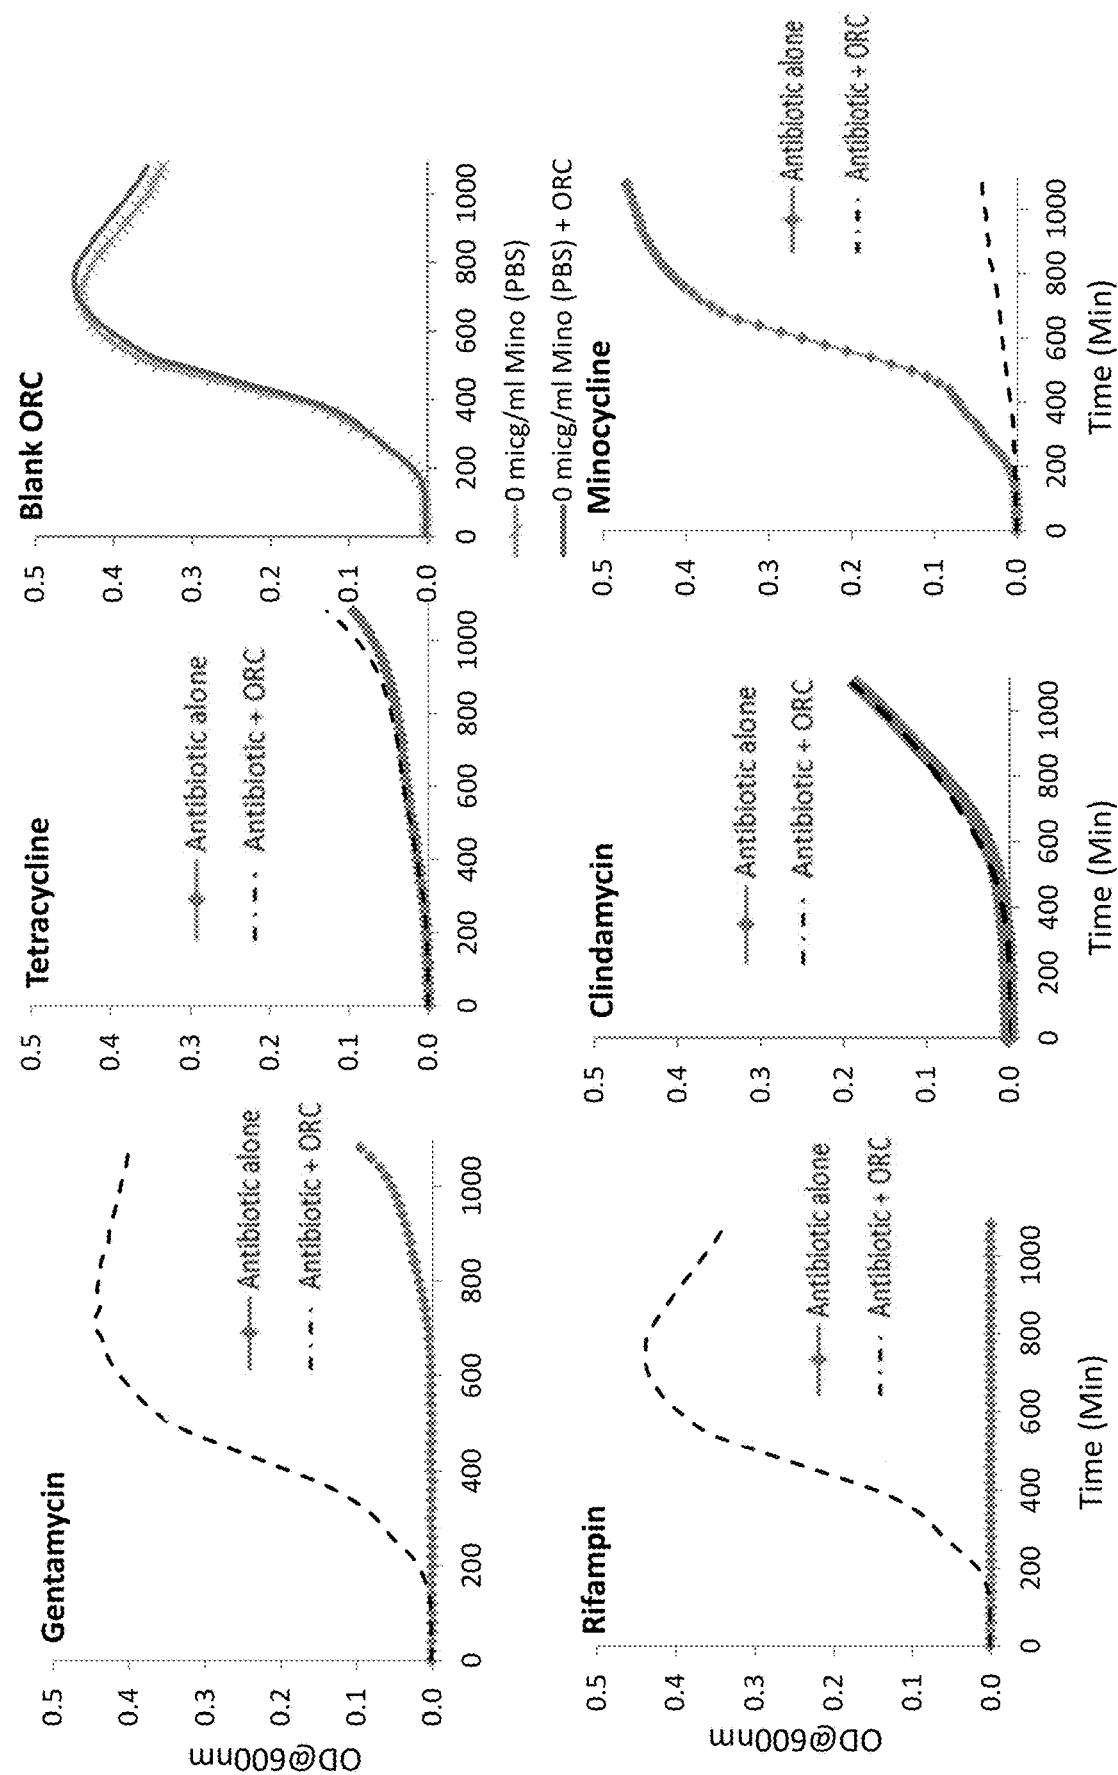 Gentamycin
OD@600nm
0.5
0.4
0.3
0.2
0.1
0.0
0 200 400 600 800 1000
Antibiotic alone
Antibiotic + ORC
Tetracycline
0.5
0.4
0.3
0.2
0.1
0.0
0 200 400 600 800 1000
Antibiotic alone
Antibiotic + ORC
Blank ORC
0.5
0.4
0.3
0.2
0.1
0.0
0 200 400 600 800 1000
0 micg/ml Mino (PBS)
0 micg/ml Mino (PBS) + ORC
Rifampin
OD@600nm
0.5
0.4
0.3
0.2
0.1
0.0
0 200 400 600 800 1000
Time (Min)
Antibiotic alone
Antibiotic + ORC
Clindamycin
0.5
0.4
0.3
0.2
0.1
0.0
0 200 400 600 800 1000
Time (Min)
Antibiotic alone
Antibiotic + ORC
Minocycline
0.5
0.4
0.3
0.2
0.1
0.0
0 200 400 600 800 1000
Time (Min)
Antibiotic alone
Antibiotic + ORC